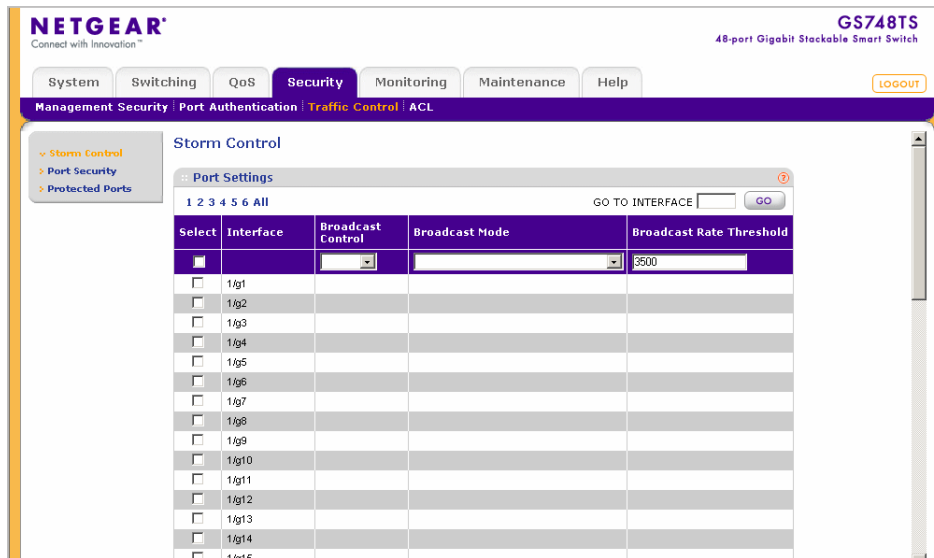 NETGEAR®
Connect with Innovation™
GS748TS
48-port Gigabit Stackable Smart Switch
System Switching QoS Security Monitoring Maintenance Help
LOGOUT
Management Security Port Authentication Traffic Control ACL
Storm Control
Port Security
Protected Ports
Storm Control
Port Settings
?
1 2 3 4 5 6 All GO TO INTERFACE GO
Select Interface Broadcast Control Broadcast Mode Broadcast Rate Threshold
3500
1/g1
1/g2
1/g3
1/g4
1/g5
1/g6
1/g7
1/g8
1/g9
1/g10
1/g11
1/g12
1/g13
1/g14